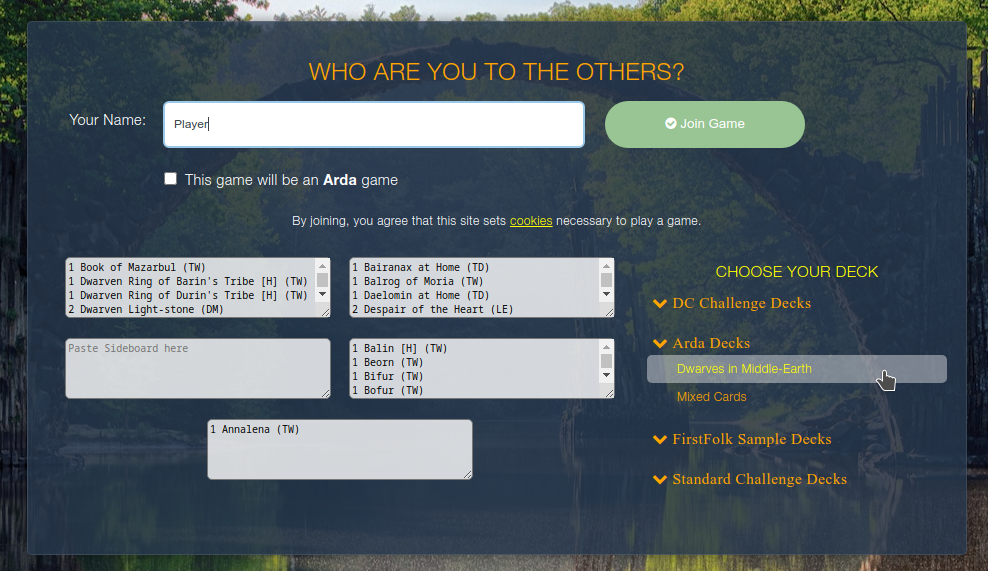 WHO ARE YOU TO THE OTHERS?
Your Name:
Player
Join Game
This game will be an Arda game
By joining, you agree that this site sets cookies necessary to play a game.
1 Book of Mazarbul (TW)
1 Dwarven Ring of Barin's Tribe [H] (TW)
1 Dwarven Ring of Durin's Tribe [H] (TW)
2 Dwarven Light-stone (DM)
1 Bairanax at Home (TD)
1 Balrog of Moria (TW)
1 Daelomin at Home (TD)
2 Despair of the Heart (LE)
Paste Sideboard here
1 Balin [H] (TW)
1 Beorn (TW)
1 Bifur (TW)
1 Bofur (TW)
1 Annalena (TW)
CHOOSE YOUR DECK
DC Challenge Decks
Arda Decks
Dwarves in Middle-Earth
Mixed Cards
FirstFolk Sample Decks
Standard Challenge Decks